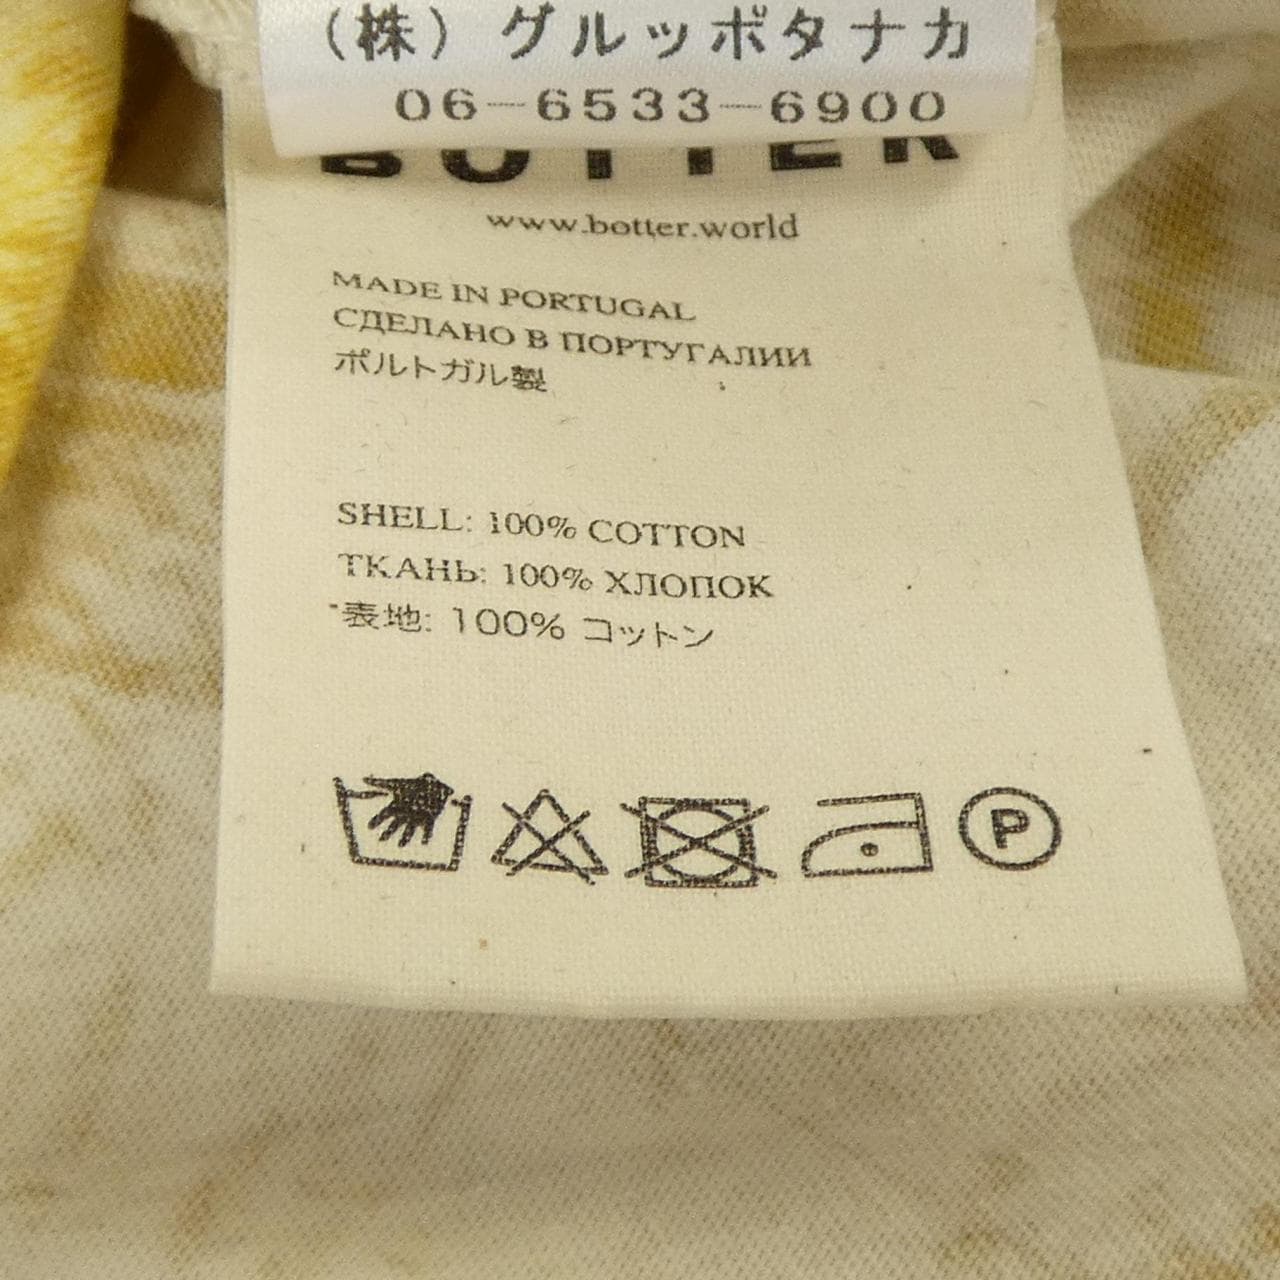 (株) グルッポタナカ
06-6533-6900
BOTTER
www.botter.world
MADE IN PORTUGAL
СДЕЛАНО В ПОРТУГАЛИИ
ポルトガル製
SHELL: 100% COTTON
ТКАНЬ: 100% ХЛОПОК
表地: 100% コットン
P